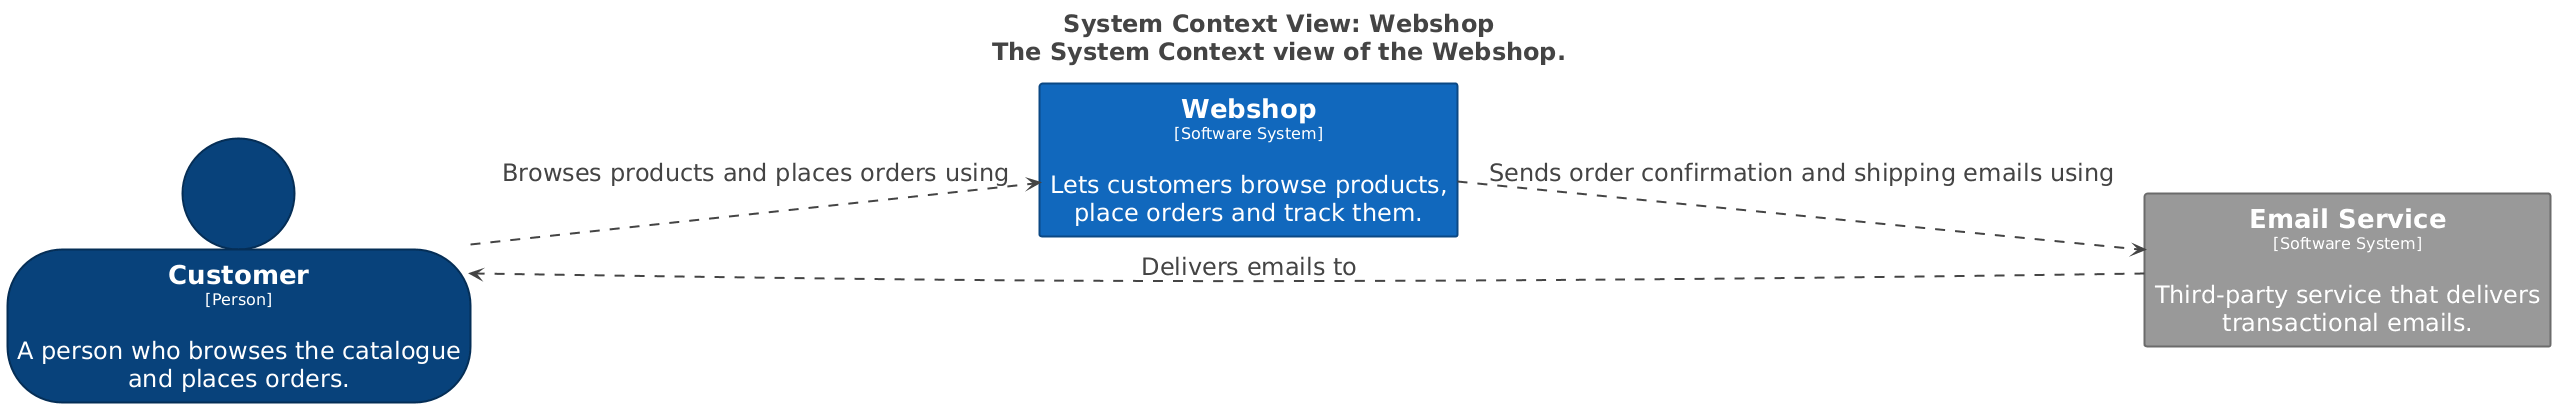 System Context View: Webshop
The System Context view of the Webshop.
Webshop
[Software System]
Lets customers browse products,
place orders and track them.
Browses products and places orders using
Sends order confirmation and shipping emails using
Email Service
[Software System]
Third-party service that delivers
transactional emails.
Delivers emails to
Customer
[Person]
A person who browses the catalogue
and places orders.